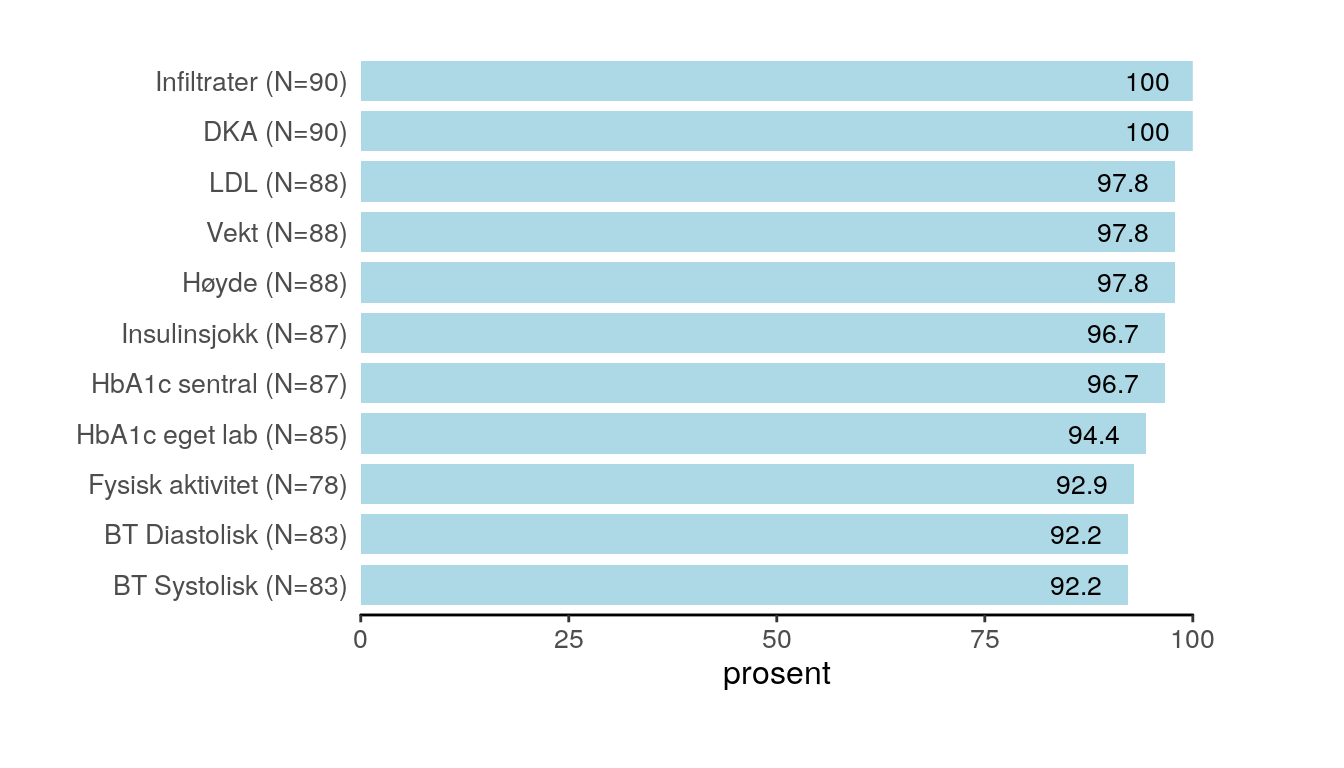 Infiltrater (N=90) 100
DKA (N=90) 100
LDL (N=88) 97.8
Vekt (N=88) 97.8
Høyde (N=88) 97.8
Insulinsjokk (N=87) 96.7
HbA1c sentral (N=87) 96.7
HbA1c eget lab (N=85) 94.4
Fysisk aktivitet (N=78) 92.9
BT Diastolisk (N=83) 92.2
BT Systolisk (N=83) 92.2
0 25 50 75 100
prosent